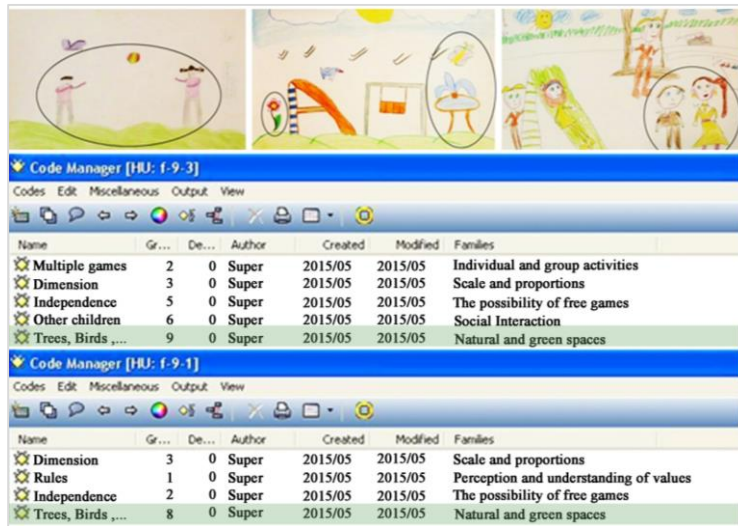 Code Manager [HU: f-9-3]
Codes Edit Miscellaneous Output View
Name Gr... De... Author Created Modified Families
Multiple games 2 0 Super 2015/05 2015/05 Individual and group activities
Dimension 3 0 Super 2015/05 2015/05 Scale and proportions
Independence 5 0 Super 2015/05 2015/05 The possibility of free games
Other children 6 0 Super 2015/05 2015/05 Social Interaction
Trees, Birds ,... 9 0 Super 2015/05 2015/05 Natural and green spaces
Code Manager [HU: f-9-1]
Codes Edit Miscellaneous Output View
Name Gr... De... Author Created Modified Families
Dimension 3 0 Super 2015/05 2015/05 Scale and proportions
Rules 1 0 Super 2015/05 2015/05 Perception and understanding of values
Independence 2 0 Super 2015/05 2015/05 The possibility of free games
Trees, Birds ,... 8 0 Super 2015/05 2015/05 Natural and green spaces